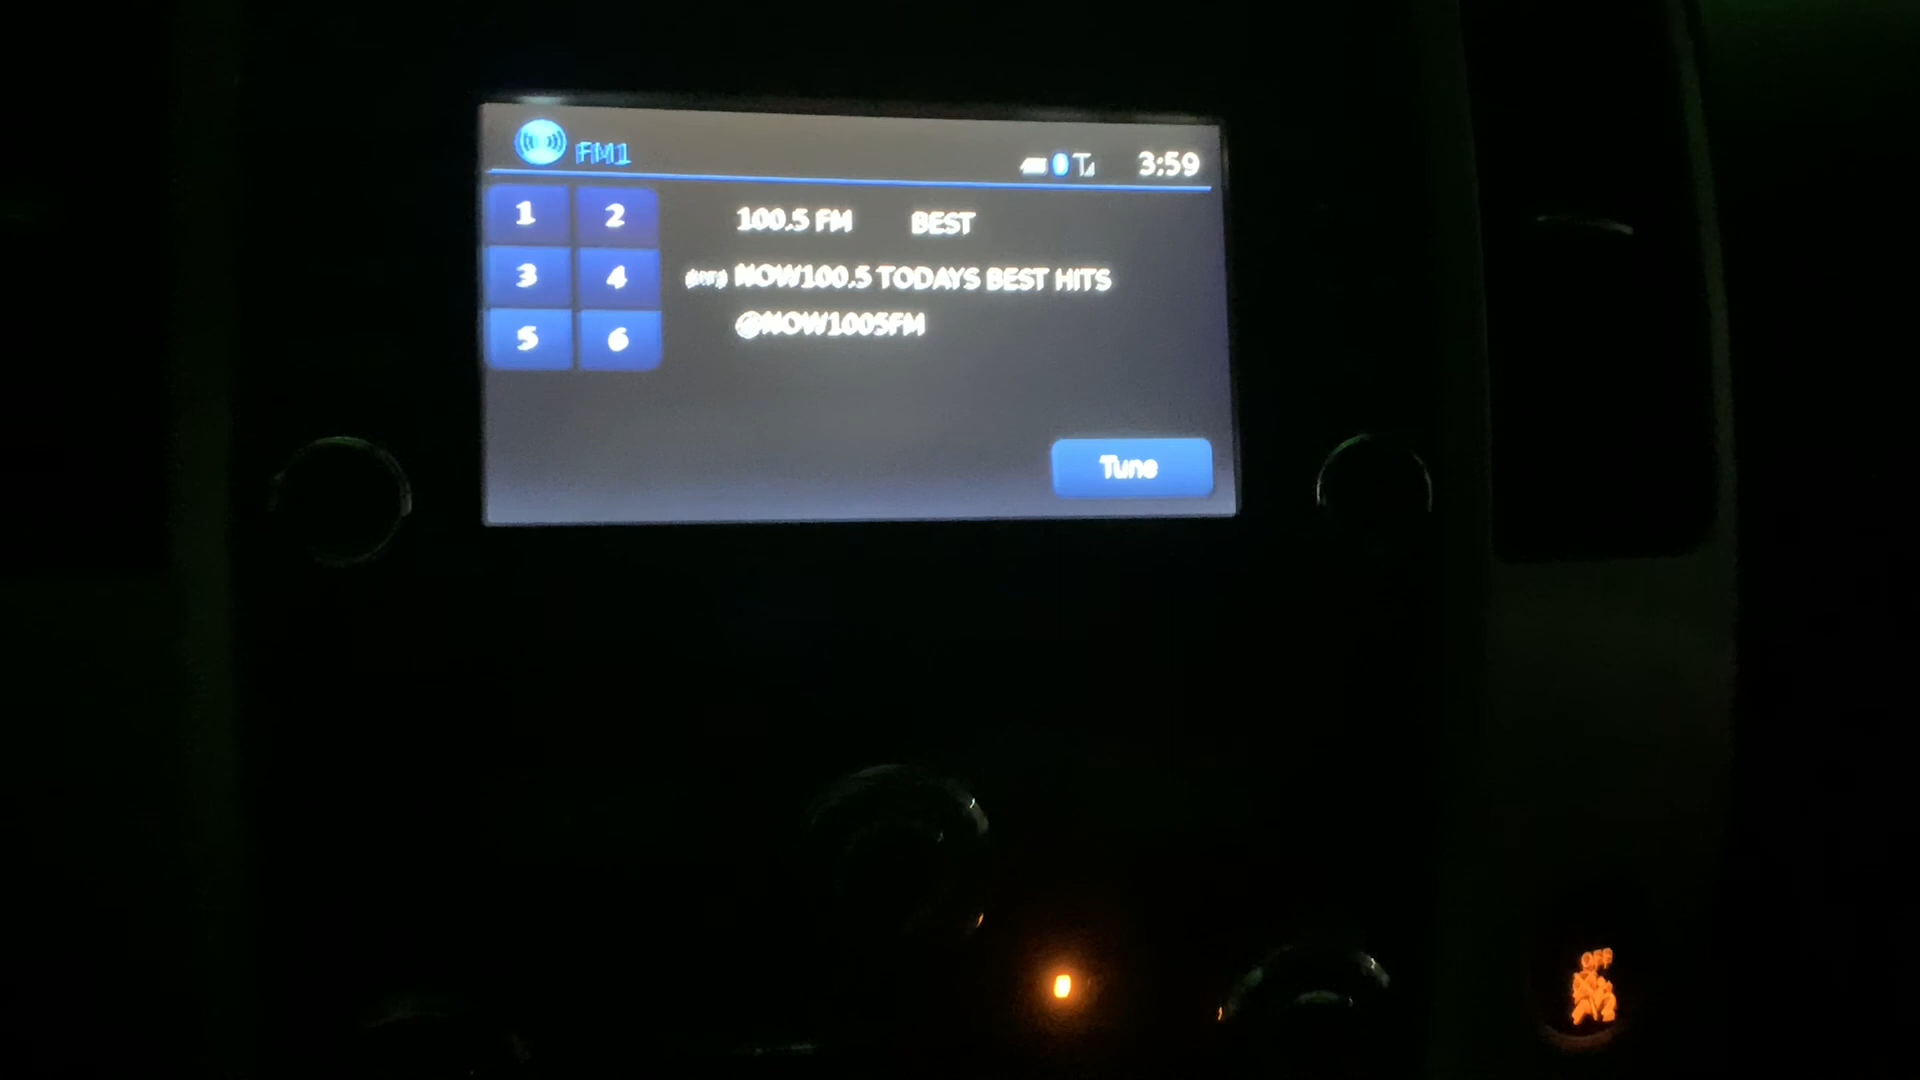 FM1
3:59
1 2
3 4
5 6
100.5 FM BEST
NOW100.5 TODAYS BEST HITS
@NOW1005FM
Tune
OFF